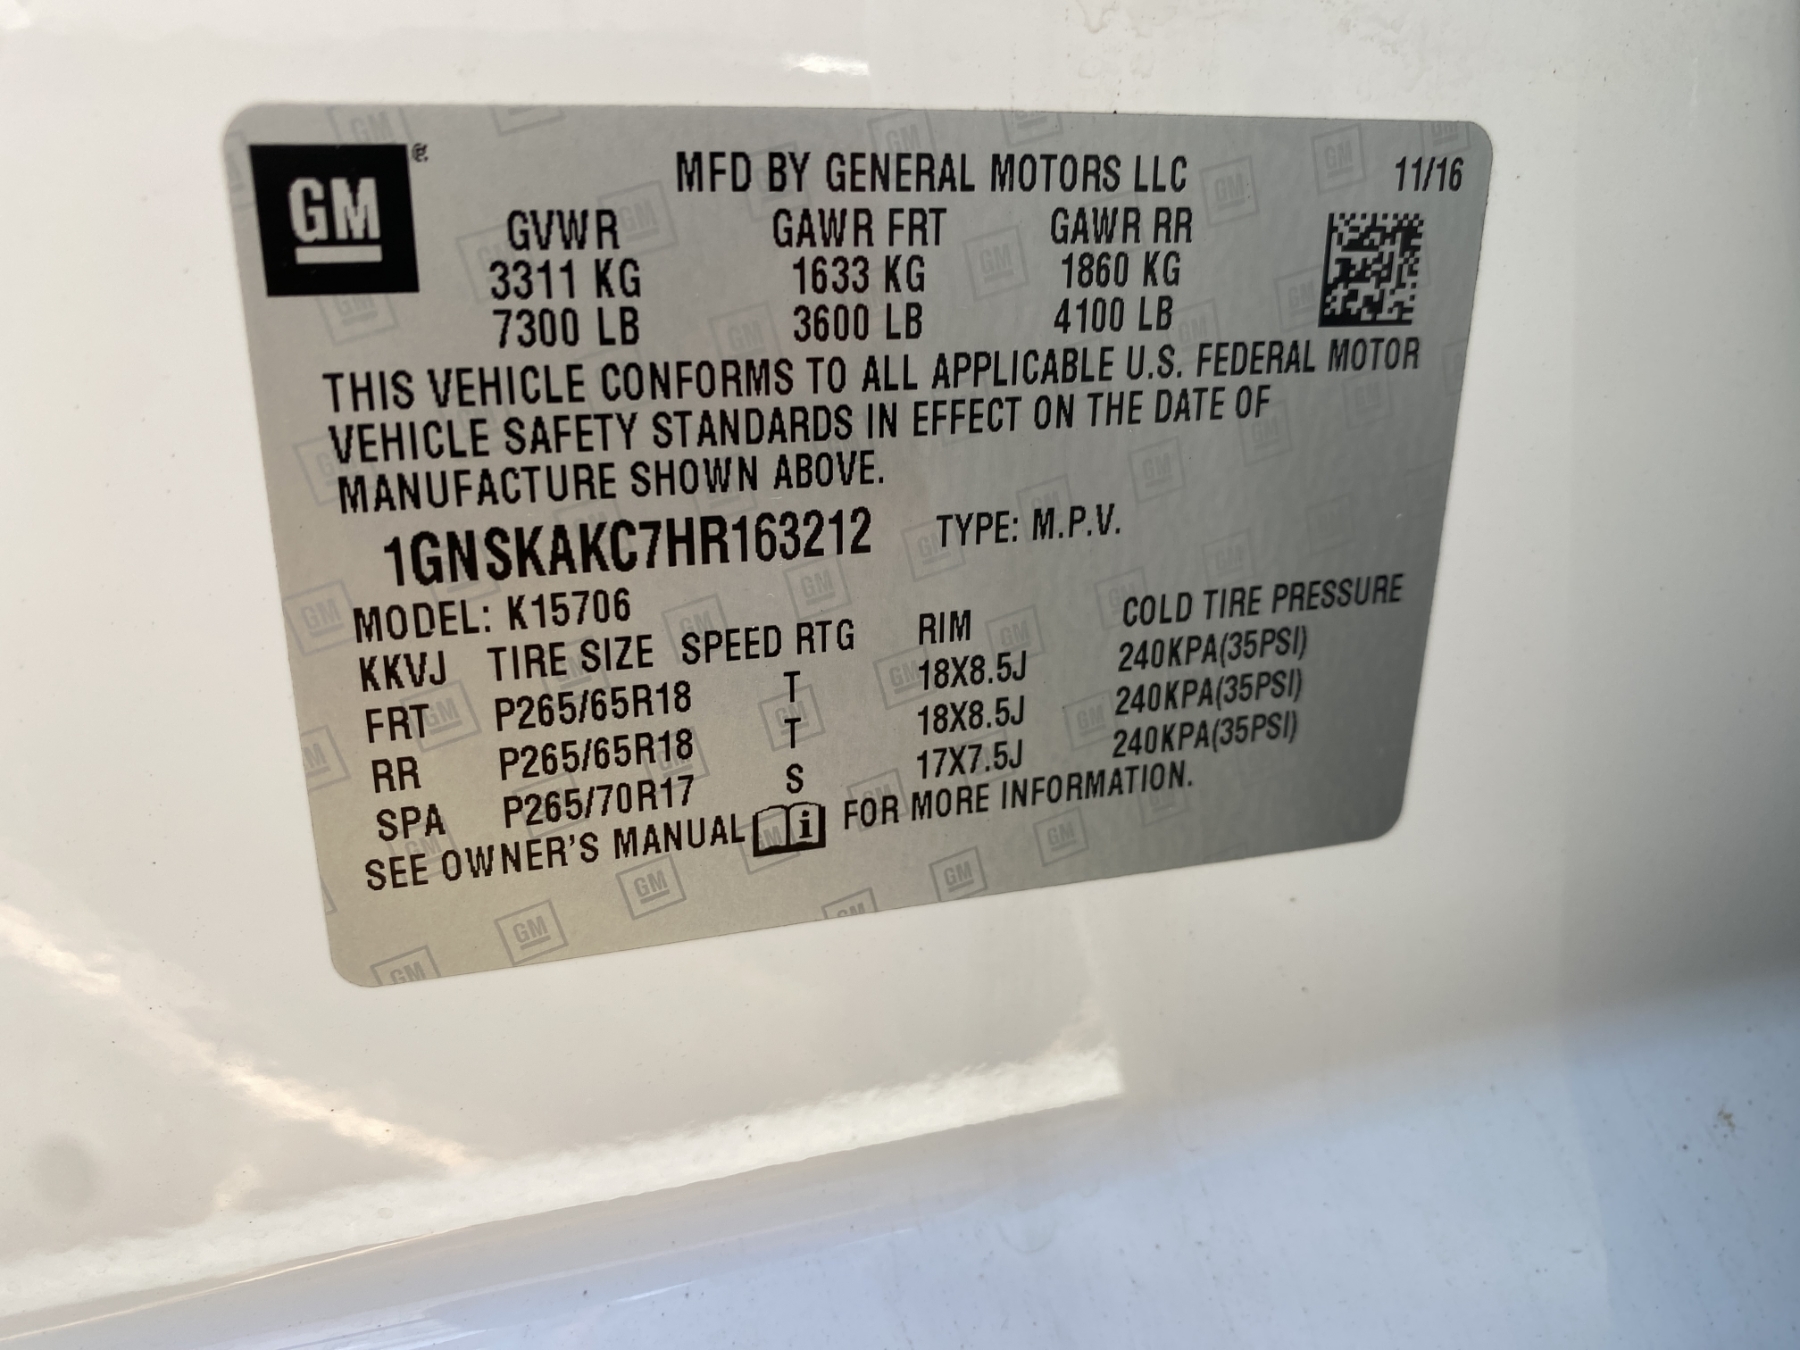 GM®
MFD BY GENERAL MOTORS LLC 11/16
GVWR GAWR FRT GAWR RR
3311 KG 1633 KG 1860 KG
7300 LB 3600 LB 4100 LB
THIS VEHICLE CONFORMS TO ALL APPLICABLE U.S. FEDERAL MOTOR
VEHICLE SAFETY STANDARDS IN EFFECT ON THE DATE OF
MANUFACTURE SHOWN ABOVE.
1GNSKAKC7HR163212 TYPE: M.P.V.
MODEL: K15706
KKVJ TIRE SIZE SPEED RTG RIM COLD TIRE PRESSURE
FRT P265/65R18 T 18X8.5J 240KPA(35PSI)
RR P265/65R18 T 18X8.5J 240KPA(35PSI)
SPA P265/70R17 S 17X7.5J 240KPA(35PSI)
SEE OWNER'S MANUAL i FOR MORE INFORMATION.